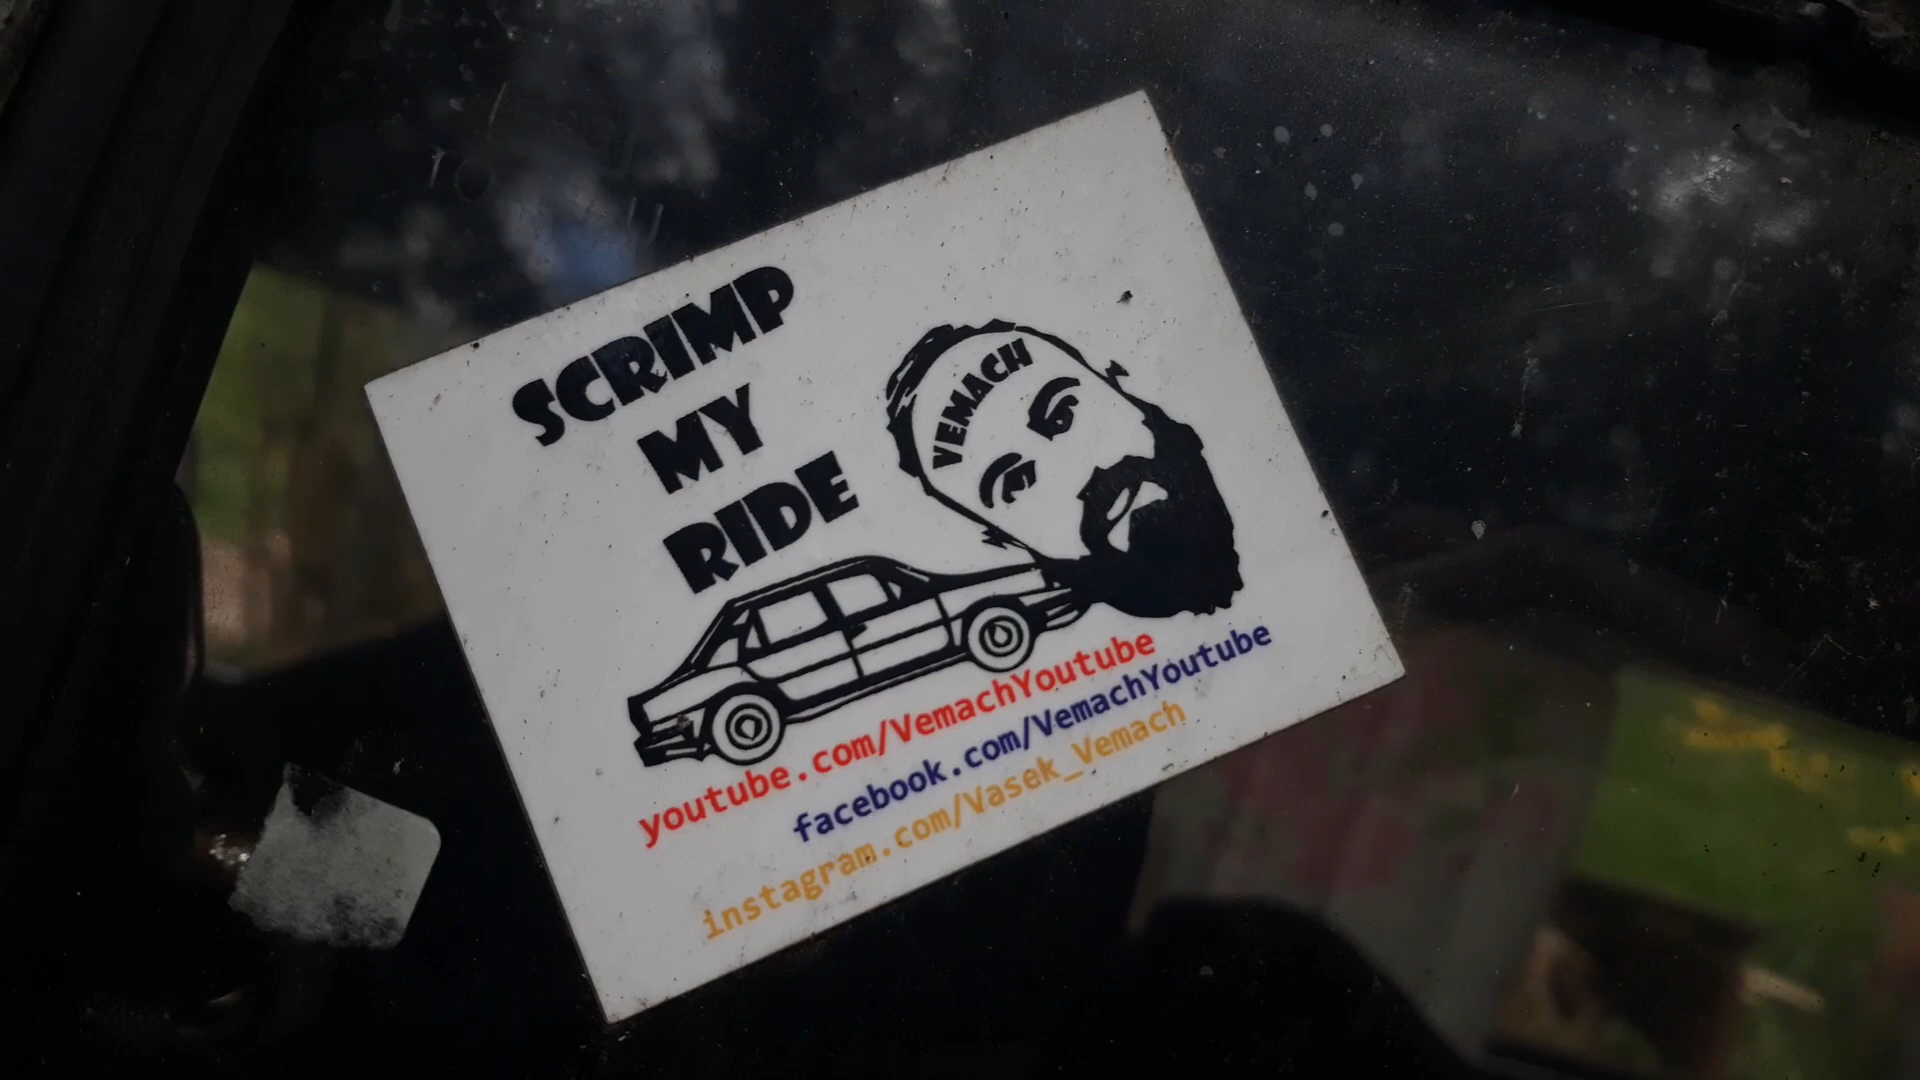 SCRIMP
MY
RIDE
VEMACH
youtube.com/VemachYoutube
facebook.com/VemachYoutube
instagram.com/Vasek_Vemach